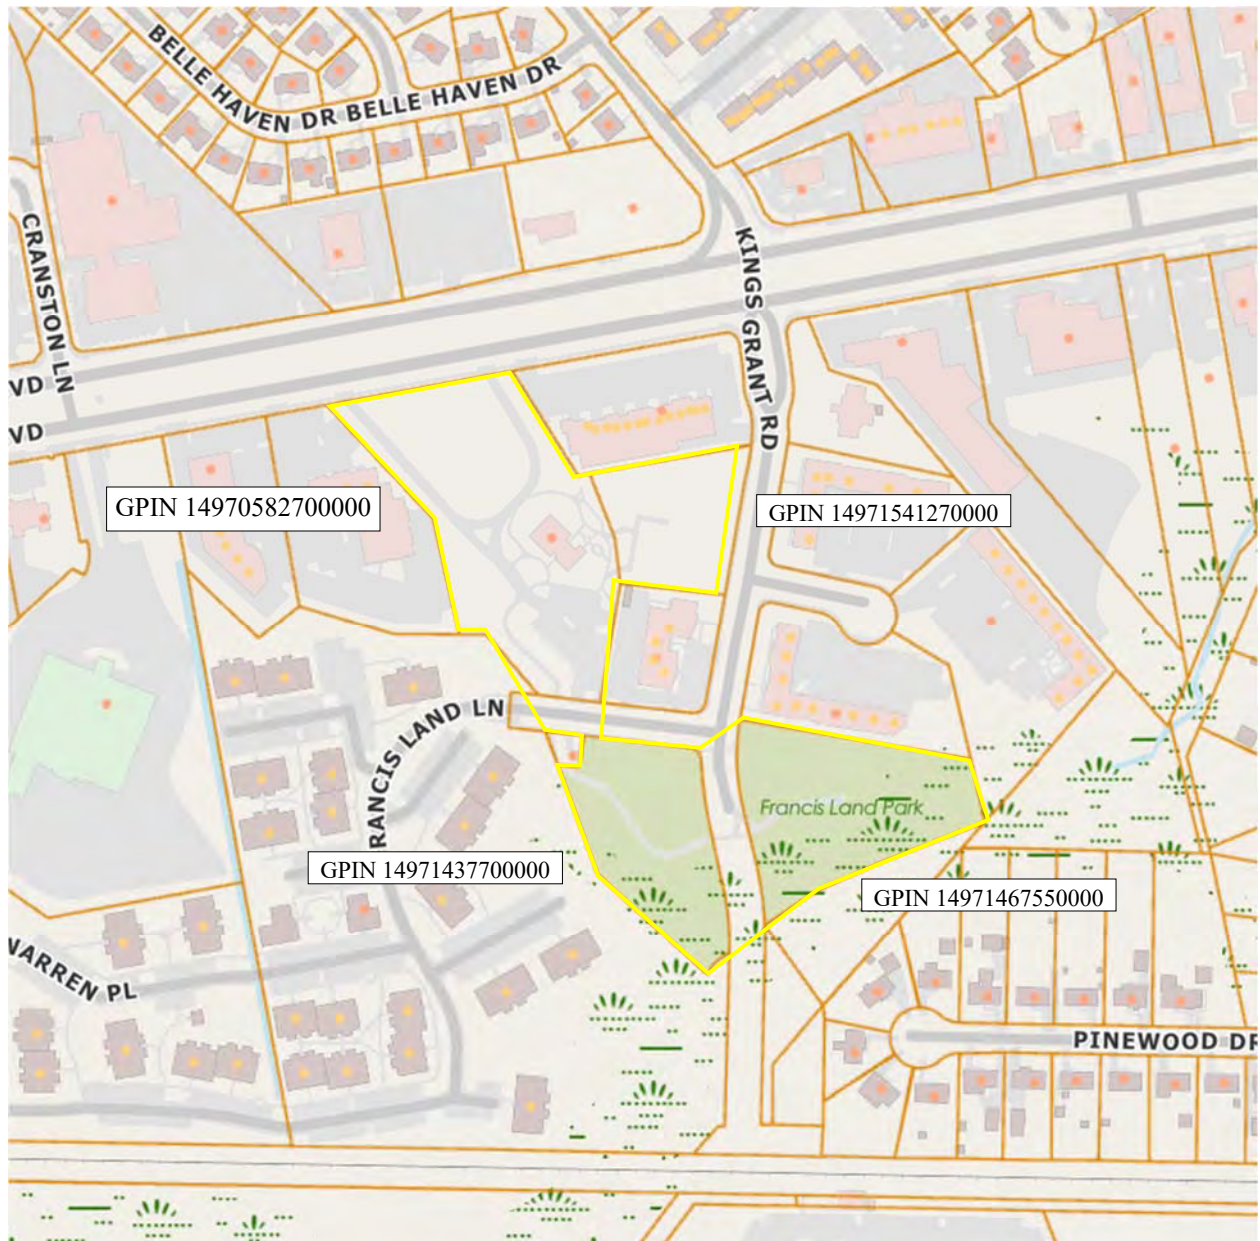 BELLE HAVEN DR BELLE HAVEN DR
CRANSTON LN
KINGS GRANT RD
VD
VD
GPIN 14970582700000
GPIN 14971541270000
RANCIS LAND LN
Francis Land Park
GPIN 14971437700000
GPIN 14971467550000
WARREN PL
PINEWOOD DR